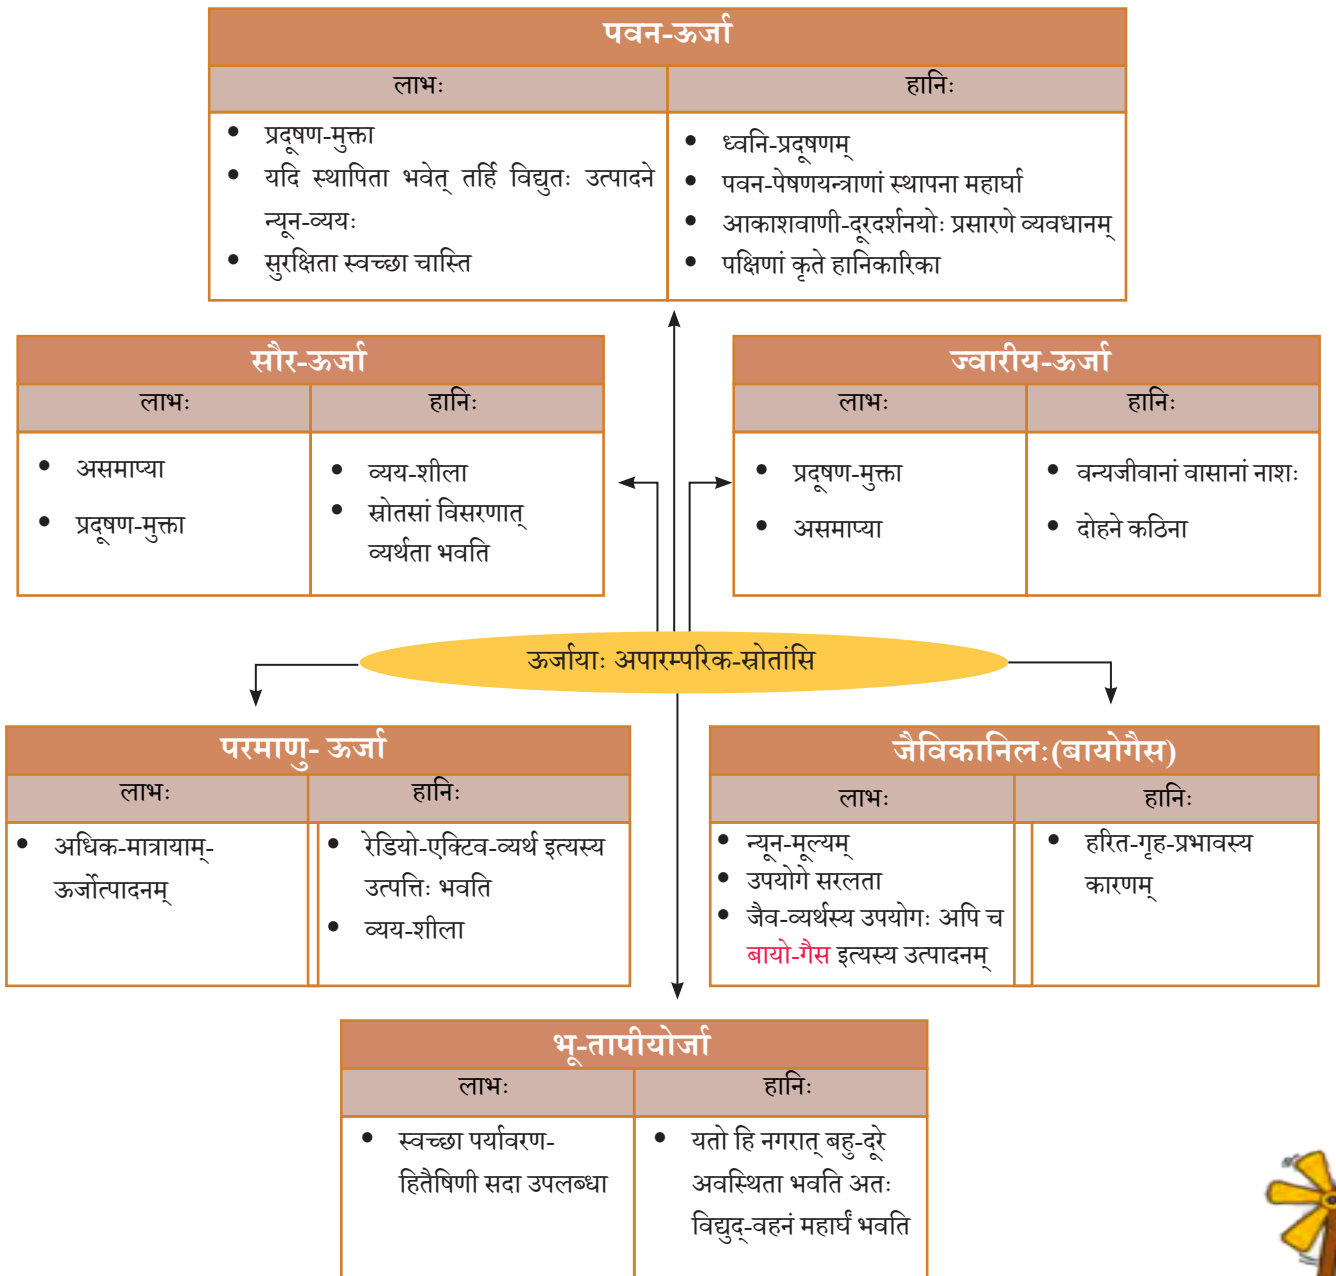 पवन-ऊर्जा
लाभः
हानिः
प्रदूषण-मुक्ता
यदि स्थापिता भवेत् तर्हि विद्युतः उत्पादने
न्यून-व्ययः
सुरक्षिता स्वच्छा चास्ति
ध्वनि-प्रदूषणम्
पवन-पेषणयन्त्राणां स्थापना महार्घा
आकाशवाणी-दूरदर्शनयोः प्रसारणे व्यवधानम्
पक्षिणां कृते हानिकारिका
सौर-ऊर्जा
लाभः
हानिः
असमाप्या
प्रदूषण-मुक्ता
व्यय-शीला
स्रोतसां विसरणात्
व्यर्थता भवति
ज्वारीय-ऊर्जा
लाभः
हानिः
प्रदूषण-मुक्ता
असमाप्या
वन्यजीवानां वासानां नाशः
दोहने कठिना
ऊर्जायाः अपारम्परिक-स्रोतांसि
परमाणु- ऊर्जा
लाभः
हानिः
अधिक-मात्रायाम्-
ऊर्जोत्पादनम्
रेडियो-एक्टिव-व्यर्थ इत्यस्य
उत्पत्तिः भवति
व्यय-शीला
जैविकानिलः(बायोगैस)
लाभः
हानिः
न्यून-मूल्यम्
उपयोगे सरलता
जैव-व्यर्थस्य उपयोगः अपि च
बायो-गैस इत्यस्य उत्पादनम्
हरित-गृह-प्रभावस्य
कारणम्
भू-तापीयोर्जा
लाभः
हानिः
स्वच्छा पर्यावरण-
हितैषिणी सदा उपलब्धा
यतो हि नगरात् बहु-दूरे
अवस्थिता भवति अतः
विद्युद्-वहनं महार्घं भवति